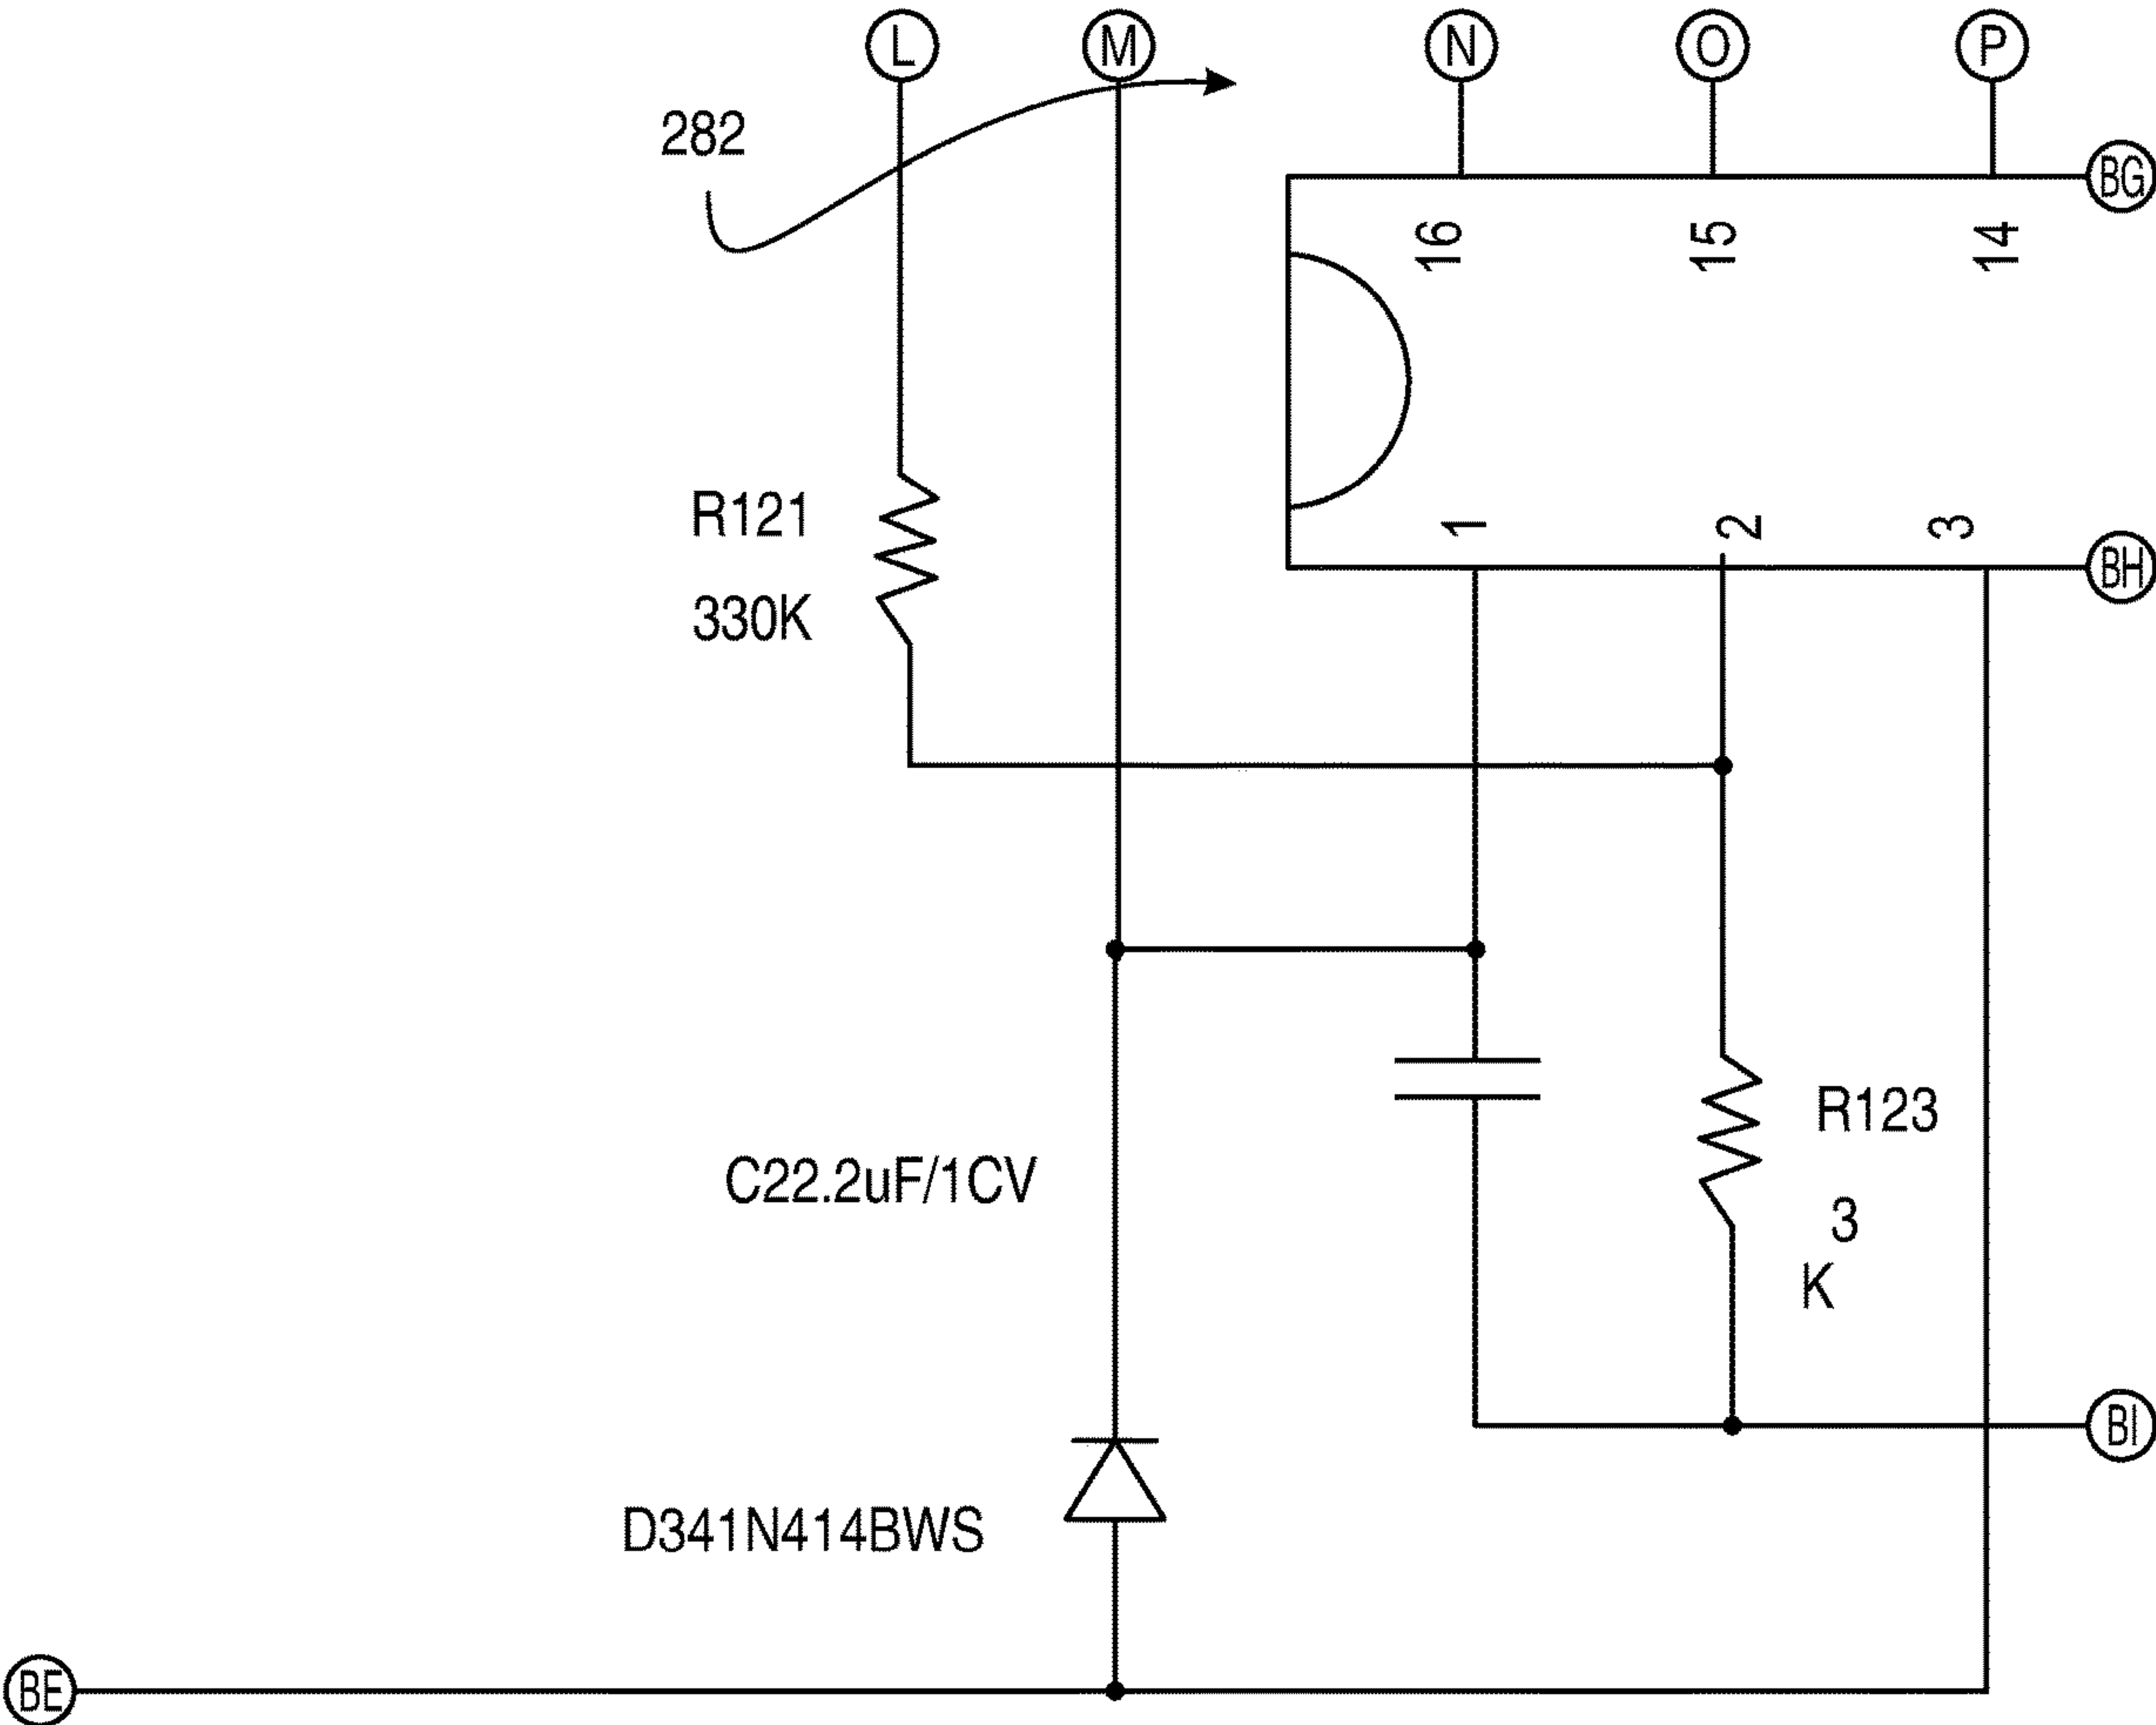 L M N O P
282
BG
16 15 14
R121
330K
1 2 3
BH
R123
C22.2uF/1CV
3
K
BI
D341N414BWS
BE